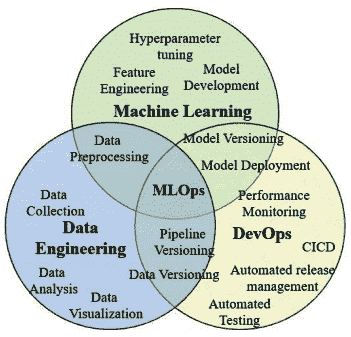 Hyperparameter
tuning
Feature
Engineering
Model
Development
Machine Learning
Data
Preprocessing
Model Versioning
Model Deployment
MLOps
Data
Collection
Data
Engineering
Data
Analysis
Data
Visualization
Pipeline
Versioning
Data Versioning
Performance
Monitoring
DevOps
CICD
Automated release
management
Automated
Testing